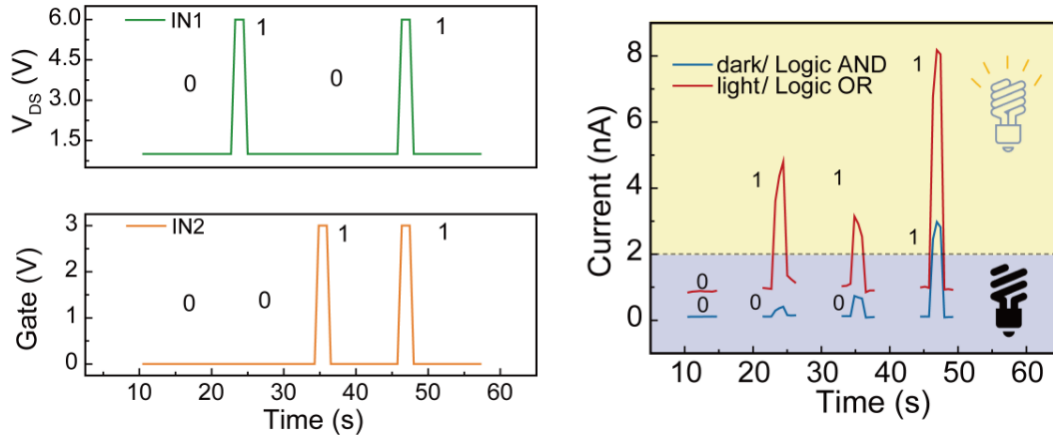 6.0
4.5
3.0
1.5
V_DS (V)
IN1
0
1
0
1
3
2
1
0
Gate (V)
IN2
0
0
1
1
10 20 30 40 50 60
Time (s)
8
6
4
2
0
Current (nA)
dark/ Logic AND
light/ Logic OR
1
1
1
1
0
0
0
0
10 20 30 40 50 60
Time (s)